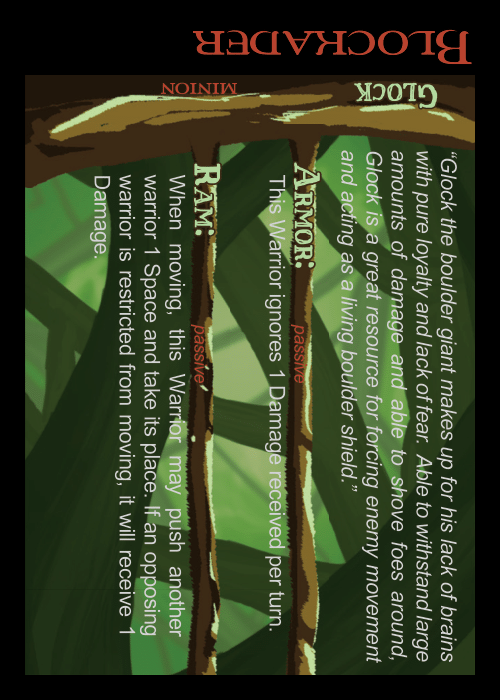 BLOCKADER
GLOCK
MINION
“Glock the boulder giant makes up for his lack of brains
with pure loyalty and lack of fear. Able to withstand large
amounts of damage and able to shove foes around,
Glock is a great resource for forcing enemy movement
and acting as a living boulder shield.”
ARMOR:
passive
This Warrior ignores 1 Damage received per turn.
RAM:
passive
When moving, this Warrior may push another
warrior 1 Space and take its place. If an opposing
warrior is restricted from moving, it will receive 1
Damage.